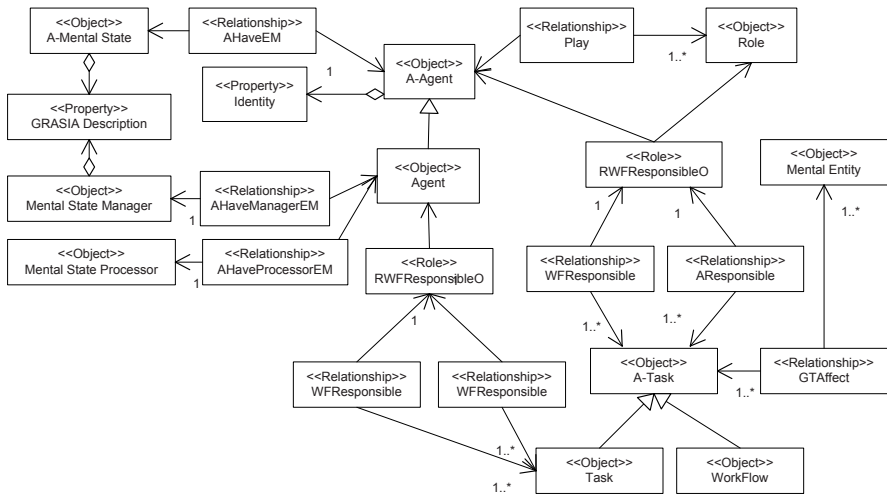 <<Object>>
A-Mental State
<<Relationship>>
AHaveEM
<<Relationship>>
Play
<<Object>>
Role
1..*
<<Object>>
A-Agent
1
<<Property>>
Identity
<<Property>>
GRASIA Description
<<Object>>
Agent
<<Role>>
RWFResponsibleO
<<Object>>
Mental Entity
<<Object>>
Mental State Manager
1
<<Relationship>>
AHaveManagerEM
1
1
1..*
<<Object>>
Mental State Processor
1
<<Relationship>>
AHaveProcessorEM
<<Role>>
RWFResponsibleO
<<Relationship>>
WFResponsible
<<Relationship>>
AResponsible
1
1..*
1..*
<<Relationship>>
WFResponsible
<<Relationship>>
WFResponsible
<<Object>>
A-Task
1..*
<<Relationship>>
GTAffect
1..*
1..*
<<Object>>
Task
<<Object>>
WorkFlow